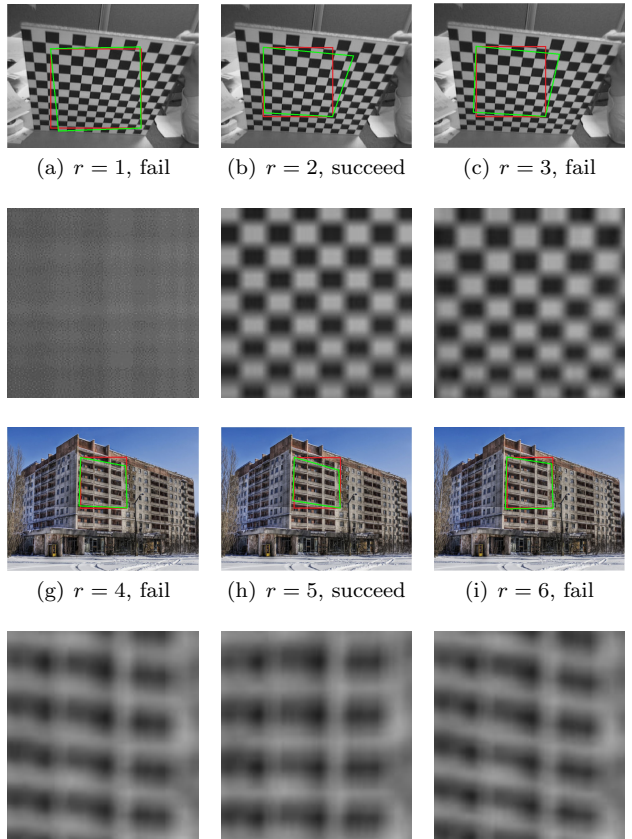 (a) r = 1, fail
(b) r = 2, succeed
(c) r = 3, fail
(g) r = 4, fail
(h) r = 5, succeed
(i) r = 6, fail